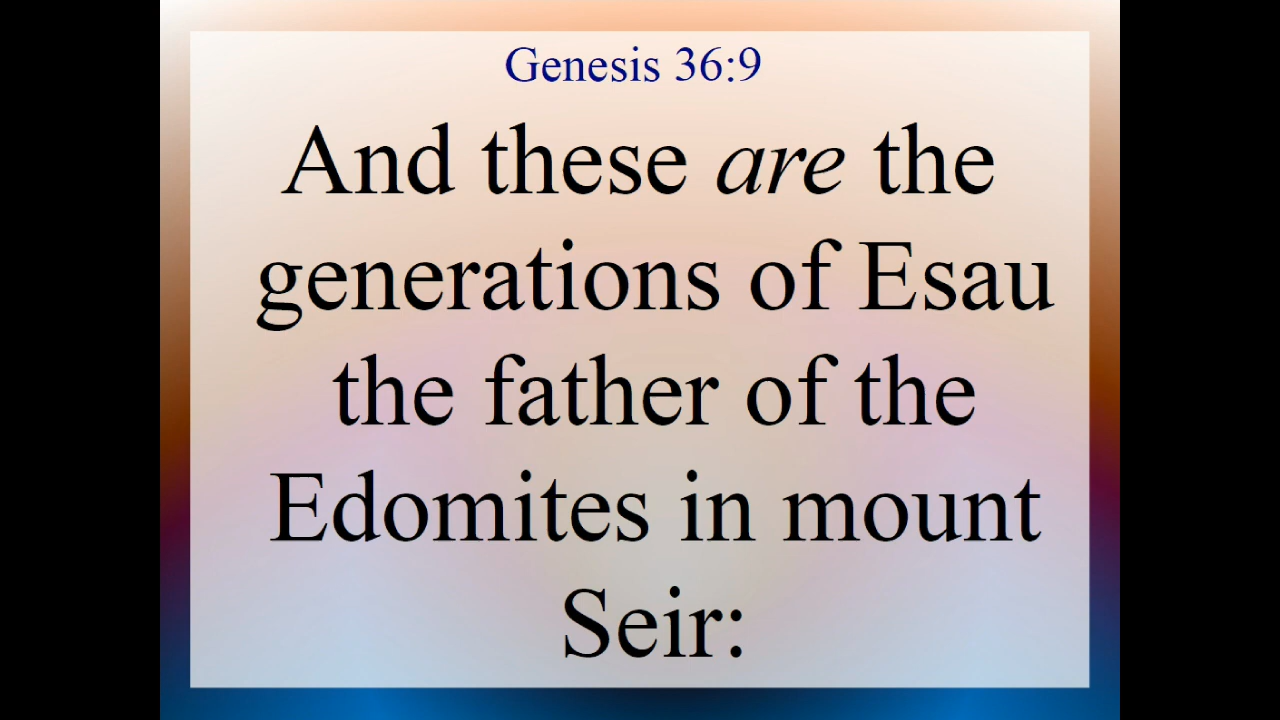 Genesis 36:9
And these are the
generations of Esau
the father of the
Edomites in mount
Seir: